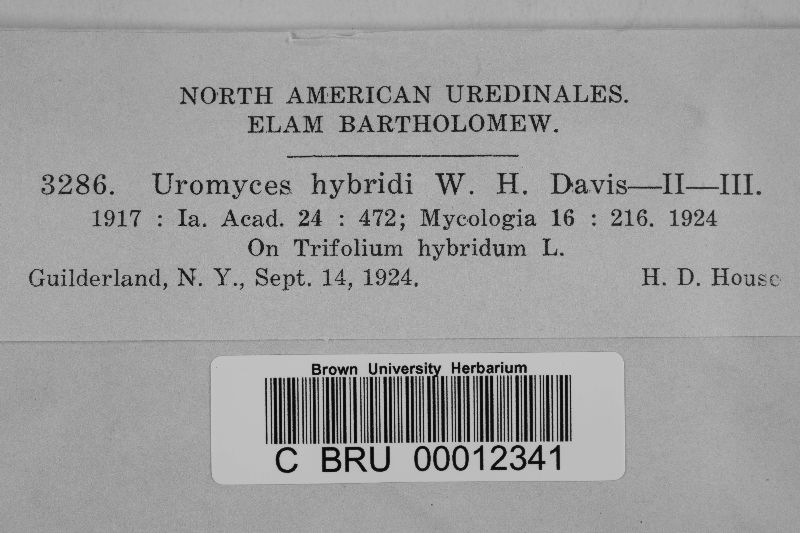 NORTH AMERICAN UREDINALES.
ELAM BARTHOLOMEW.
3286. Uromyces hybridi W. H. Davis—II—III.
1917 : Ia. Acad. 24 : 472; Mycologia 16 : 216. 1924
On Trifolium hybridum L.
Guilderland, N. Y., Sept. 14, 1924. H. D. House
Brown University Herbarium
C BRU 00012341